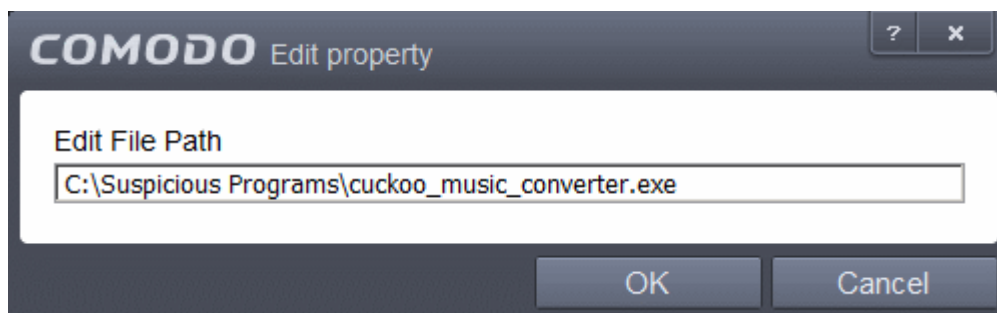 COMODO Edit property ? ×
Edit File Path
C:\Suspicious Programs\cuckoo_music_converter.exe
OK Cancel